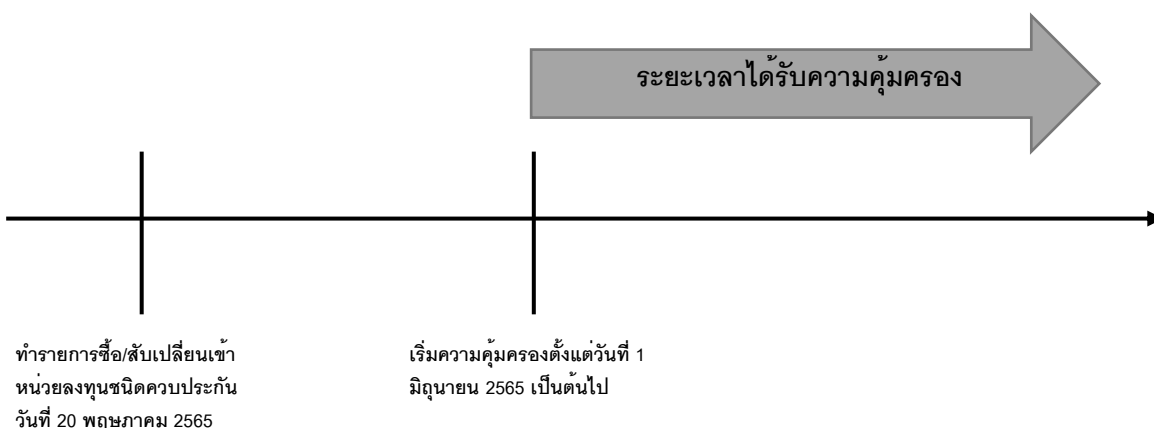 ระยะเวลาได้รับความคุ้มครอง
ทำรายการซื้อ/สับเปลี่ยนเข้า
หน่วยลงทุนชนิดควบประกัน
วันที่ 20 พฤษภาคม 2565
เริ่มความคุ้มครองตั้งแต่วันที่ 1
มิถุนายน 2565 เป็นต้นไป